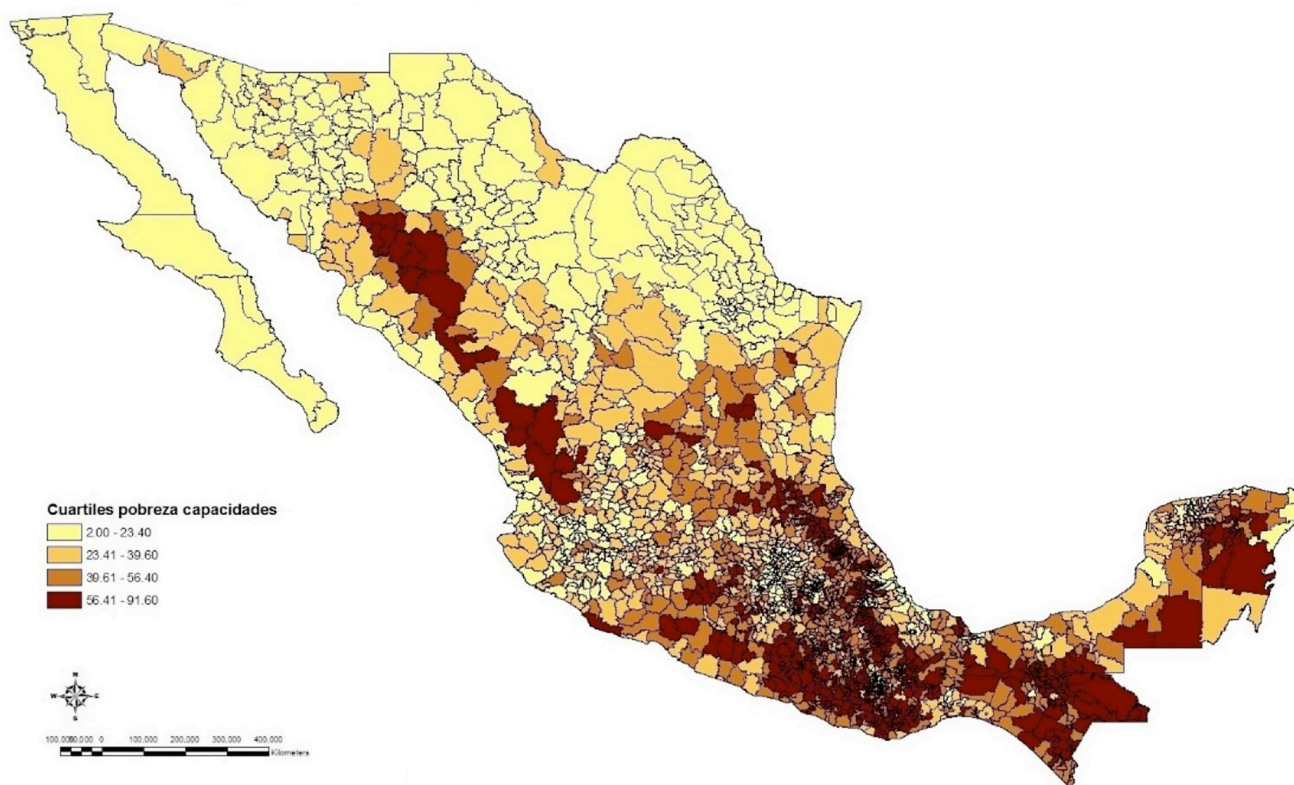 Cuartiles pobreza capacidades
2.00 - 23.40
23.41 - 39.60
39.61 - 56.40
56.41 - 91.60
N
W E
S
0 100,000 200,000 300,000 400,000
Kilometers